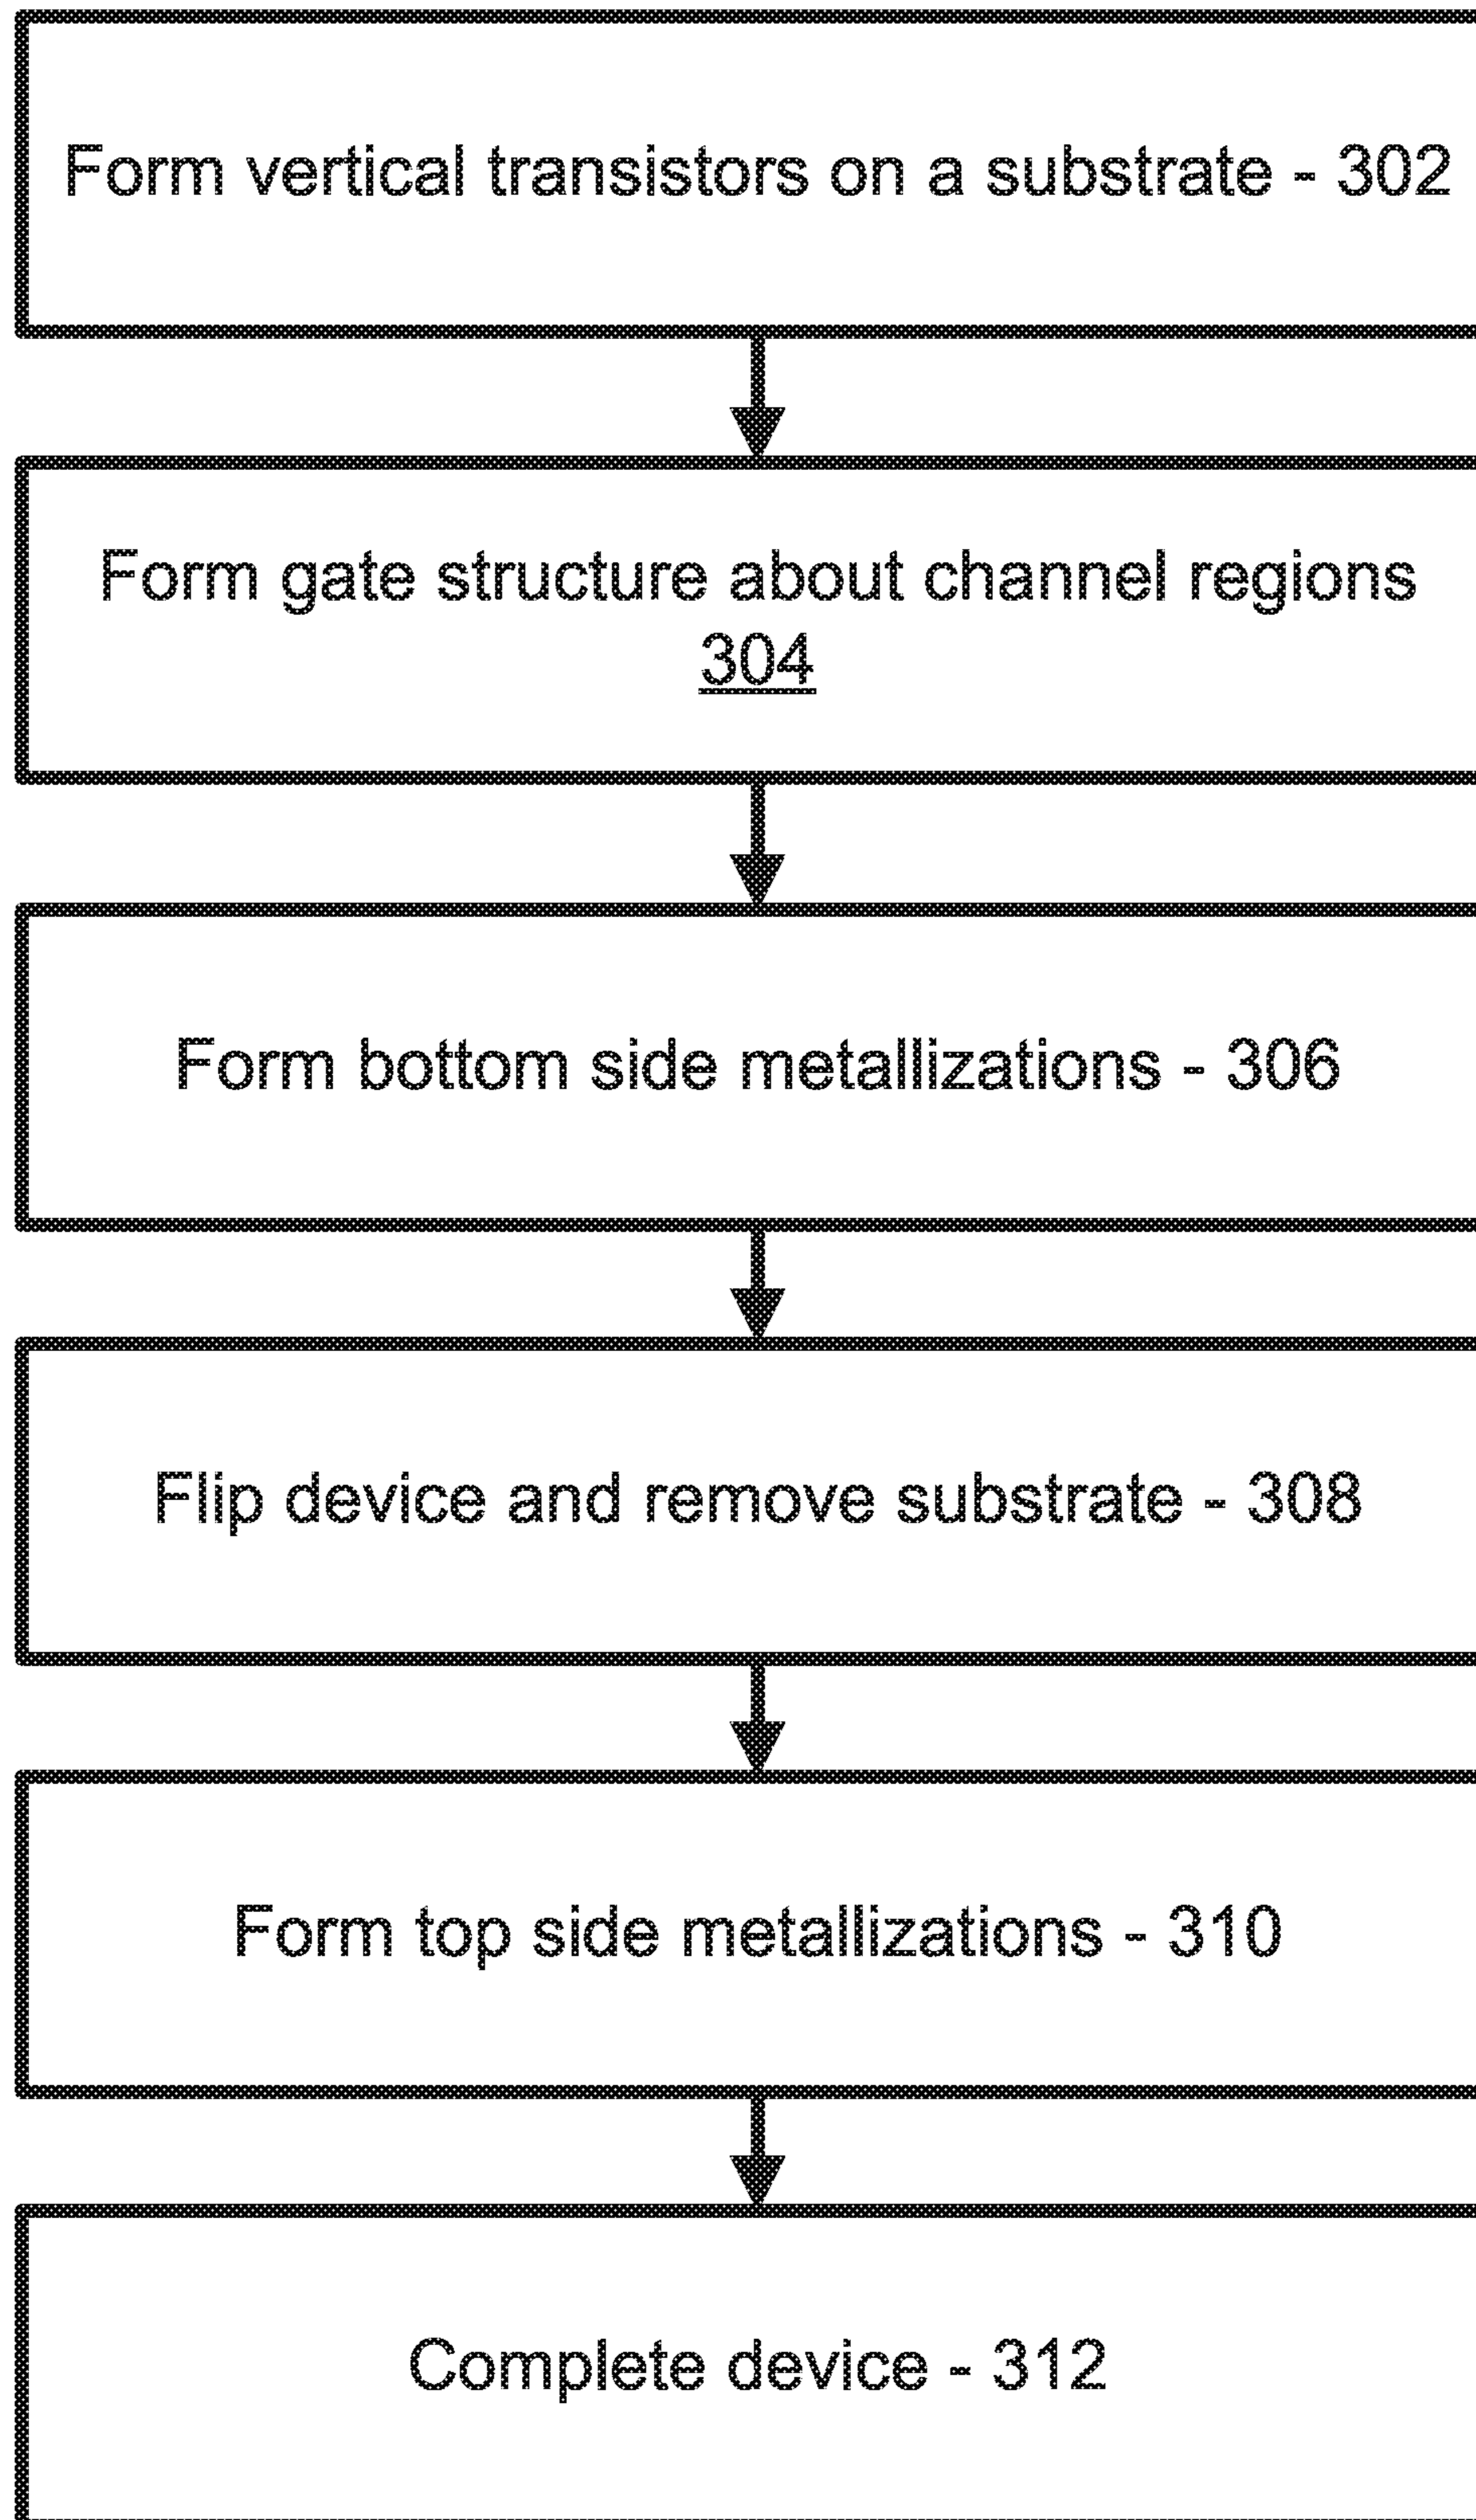 Form vertical transistors on a substrate - 302
Form gate structure about channel regions
304
Form bottom side metallizations - 306
Flip device and remove substrate - 308
Form top side metallizations - 310
Complete device - 312